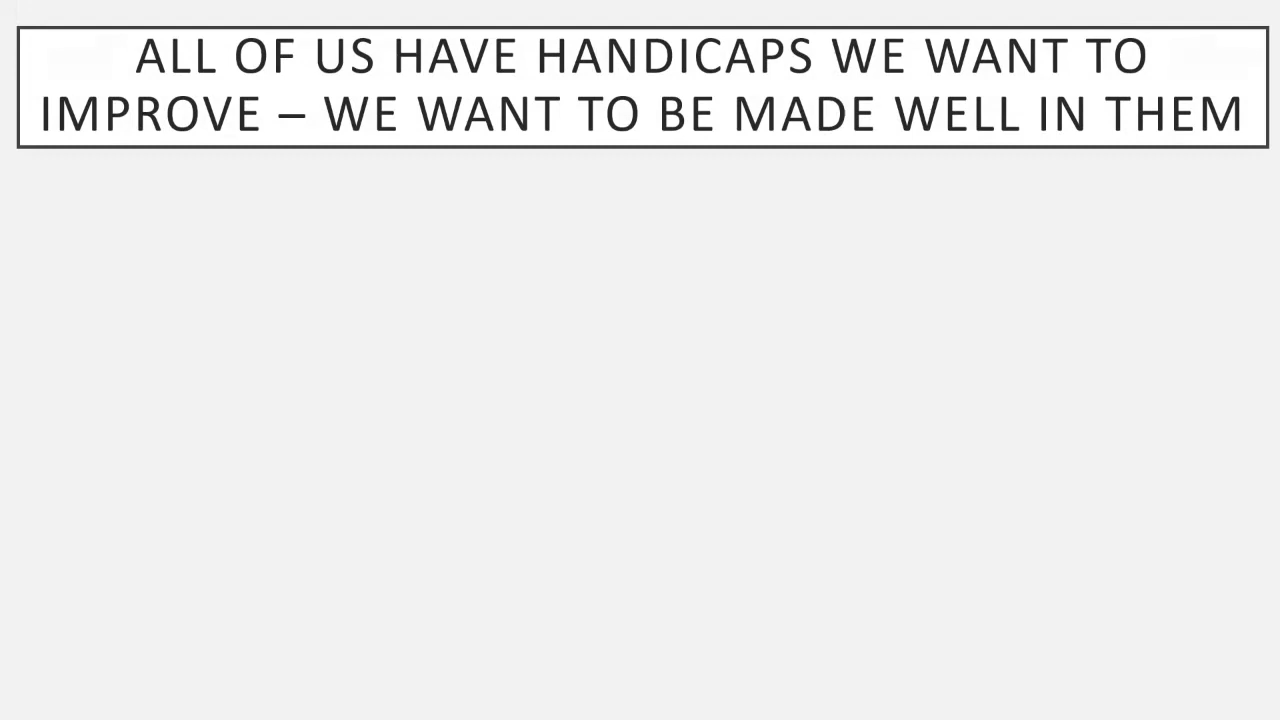 ALL OF US HAVE HANDICAPS WE WANT TO
IMPROVE – WE WANT TO BE MADE WELL IN THEM